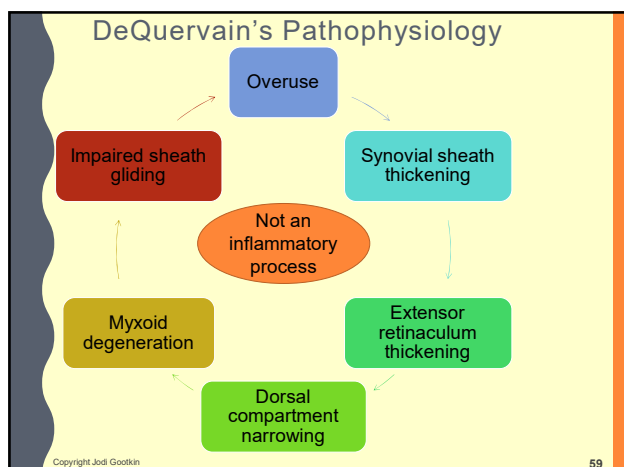 DeQuervain's Pathophysiology
Overuse
Synovial sheath
thickening
Extensor
retinaculum
thickening
Dorsal
compartment
narrowing
Myxoid
degeneration
Impaired sheath
gliding
Not an
inflammatory
process
Copyright Jodi Gootkin
59